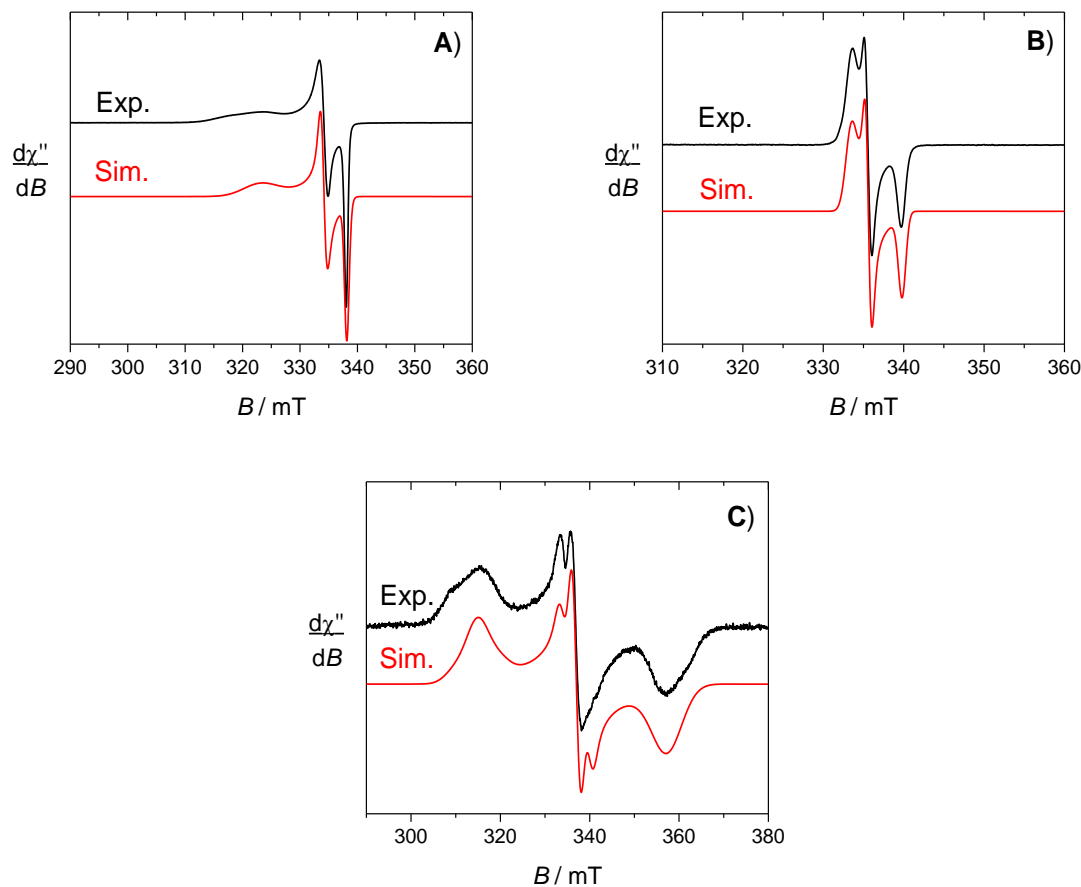 A)
Exp.
Sim.
dχ"
dB
290 300 310 320 330 340 350 360
B / mT
B)
Exp.
Sim.
dχ"
dB
310 320 330 340 350 360
B / mT
C)
Exp.
Sim.
dχ"
dB
300 320 340 360 380
B / mT